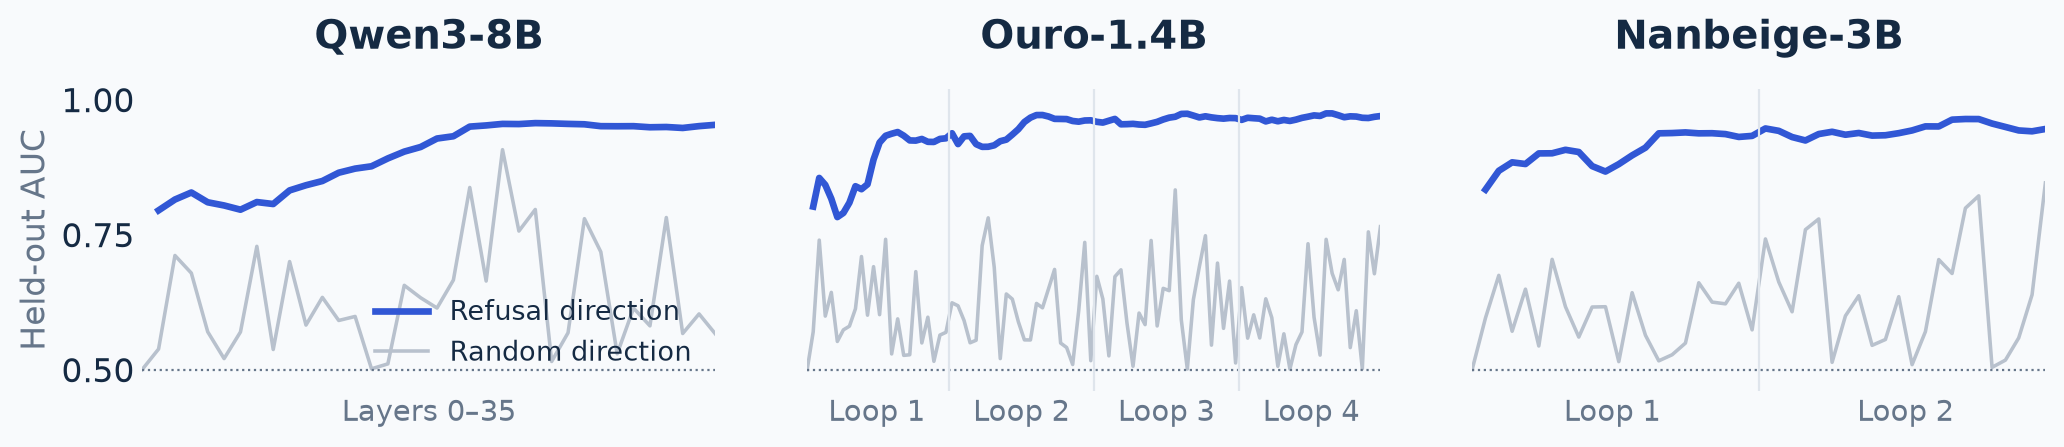 Qwen3-8B
Ouro-1.4B
Nanbeige-3B
Held-out AUC
1.00
0.75
0.50
Refusal direction
Random direction
Layers 0–35
Loop 1
Loop 2
Loop 3
Loop 4
Loop 1
Loop 2